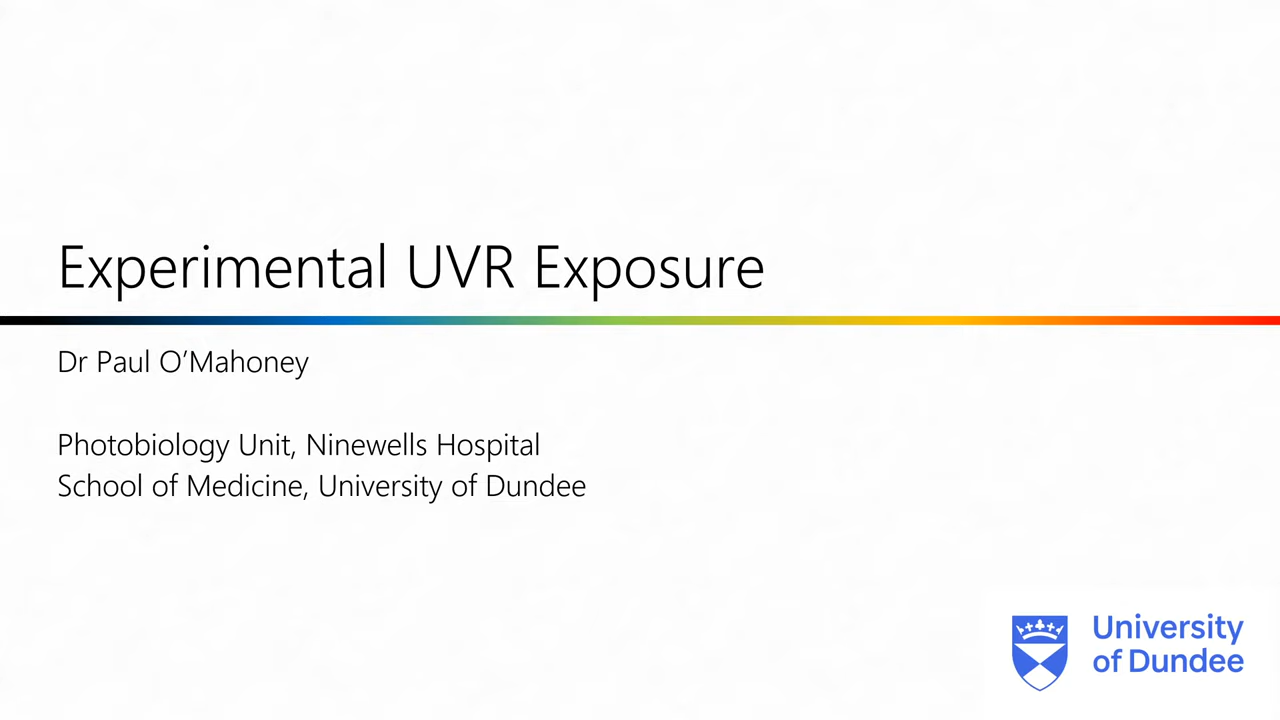 Experimental UVR Exposure
Dr Paul O’Mahoney
Photobiology Unit, Ninewells Hospital
School of Medicine, University of Dundee
University
of Dundee